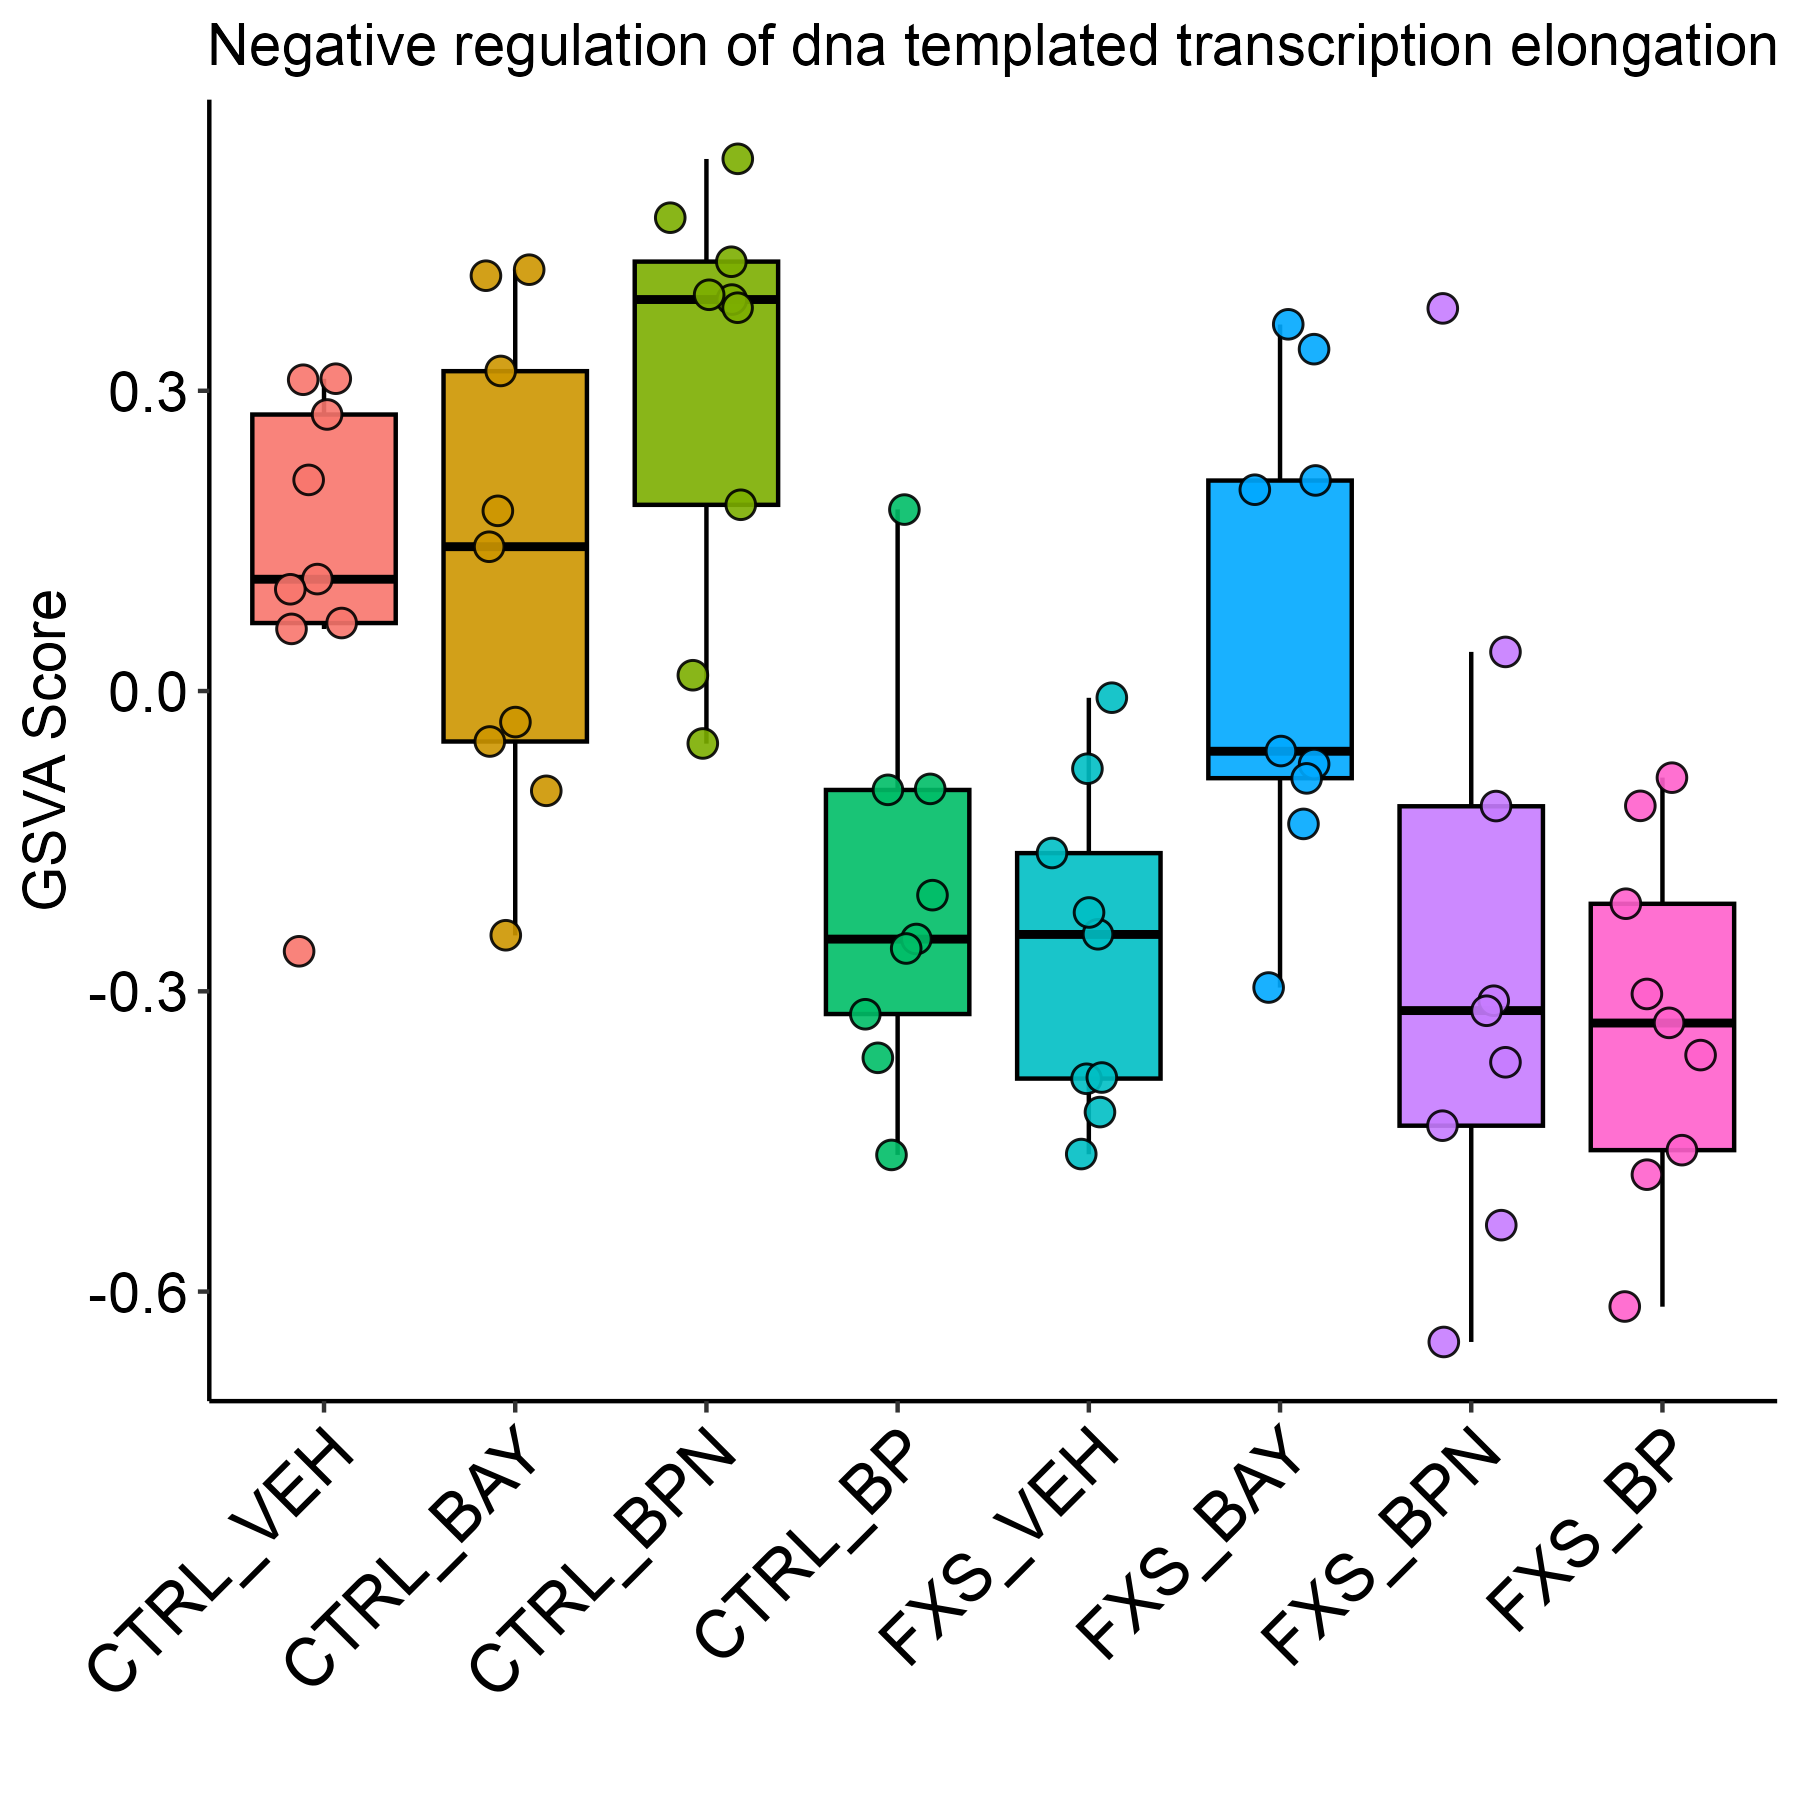 Negative regulation of dna templated transcription elongation
GSVA Score
0.3
0.0
-0.3
-0.6
CTRL_VEH
CTRL_BAY
CTRL_BPN
CTRL_BP
FXS_VEH
FXS_BAY
FXS_BPN
FXS_BP